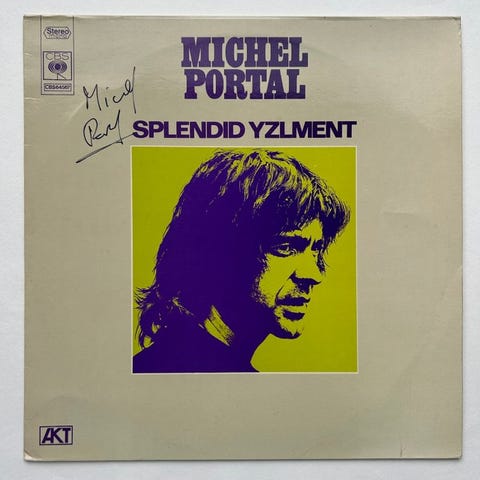 Stereo
CBS
CBS 64567
MICHEL
PORTAL
Michel
Portal
SPLENDID YZLMENT
AKT